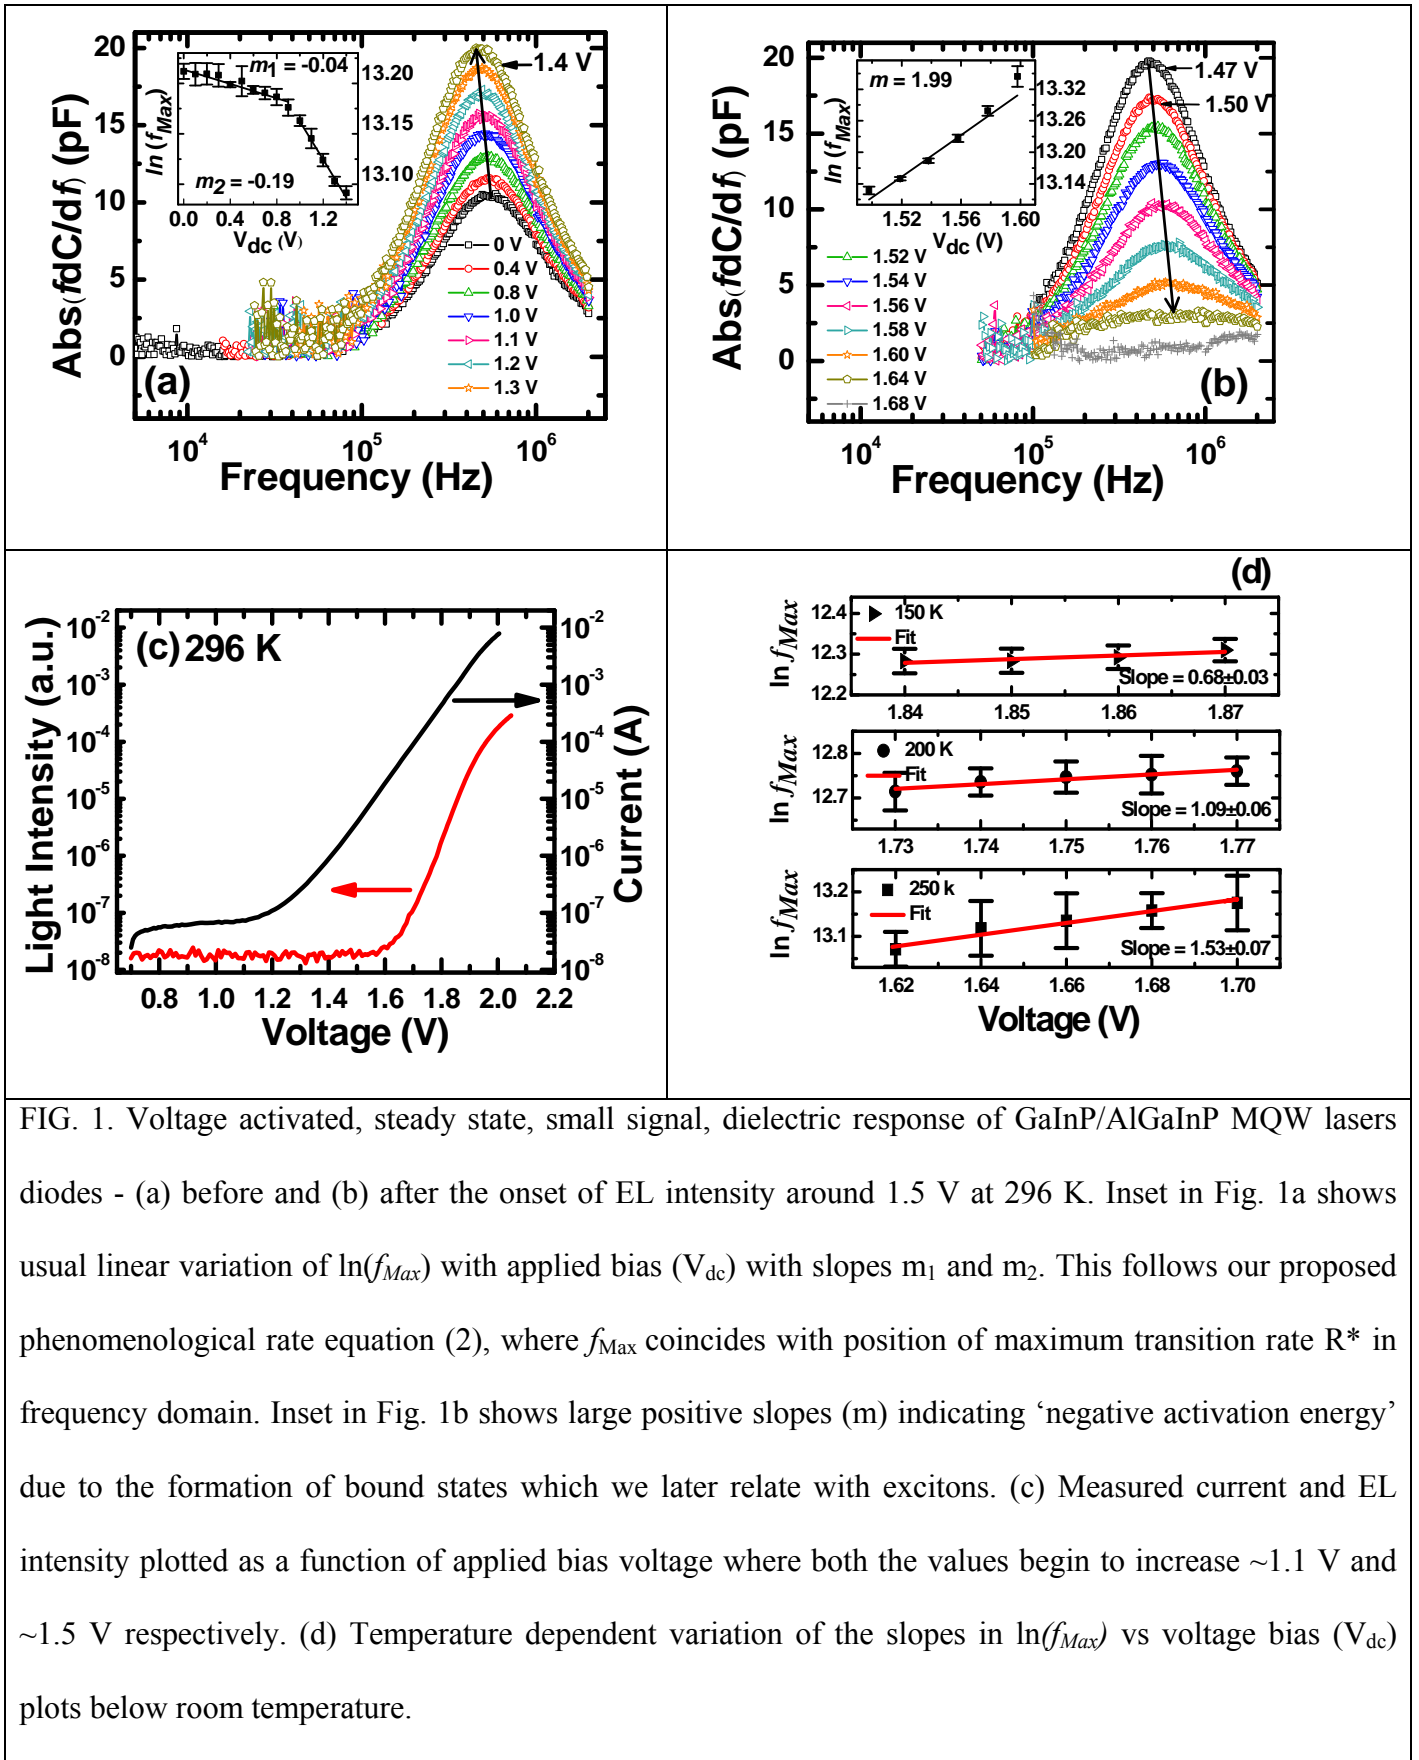 20
15
10
5
0
Abs(fdC/df) (pF)
m1 = -0.04
m2 = -0.19
13.20
13.15
13.10
ln (fMax)
0.0 0.4 0.8 1.2
Vdc (V)
1.4 V
0 V
0.4 V
0.8 V
1.0 V
1.1 V
1.2 V
1.3 V
(a)
10^4 10^5 10^6
Frequency (Hz)
20
15
10
5
0
Abs(fdC/df) (pF)
m = 1.99
13.32
13.26
13.20
13.14
ln (fMax)
1.52 1.56 1.60
Vdc (V)
1.47 V
1.50 V
1.52 V
1.54 V
1.56 V
1.58 V
1.60 V
1.64 V
1.68 V
(b)
10^4 10^5 10^6
Frequency (Hz)
(c) 296 K
Light Intensity (a.u.)
10^-2
10^-3
10^-4
10^-5
10^-6
10^-7
10^-8
10^-2
10^-3
10^-4
10^-5
10^-6
10^-7
10^-8
Current (A)
0.8 1.0 1.2 1.4 1.6 1.8 2.0 2.2
Voltage (V)
(d)
ln fMax
12.4
12.3
12.2
150 K
Fit
Slope = 0.68±0.03
1.84 1.85 1.86 1.87
ln fMax
12.8
12.7
200 K
Fit
Slope = 1.09±0.06
1.73 1.74 1.75 1.76 1.77
ln fMax
13.2
13.1
250 k
Fit
Slope = 1.53±0.07
1.62 1.64 1.66 1.68 1.70
Voltage (V)
FIG. 1. Voltage activated, steady state, small signal, dielectric response of GaInP/AlGaInP MQW lasers
diodes - (a) before and (b) after the onset of EL intensity around 1.5 V at 296 K. Inset in Fig. 1a shows
usual linear variation of ln(fMax) with applied bias (Vdc) with slopes m1 and m2. This follows our proposed
phenomenological rate equation (2), where fMax coincides with position of maximum transition rate R* in
frequency domain. Inset in Fig. 1b shows large positive slopes (m) indicating ‘negative activation energy’
due to the formation of bound states which we later relate with excitons. (c) Measured current and EL
intensity plotted as a function of applied bias voltage where both the values begin to increase ~1.1 V and
~1.5 V respectively. (d) Temperature dependent variation of the slopes in ln(fMax) vs voltage bias (Vdc)
plots below room temperature.